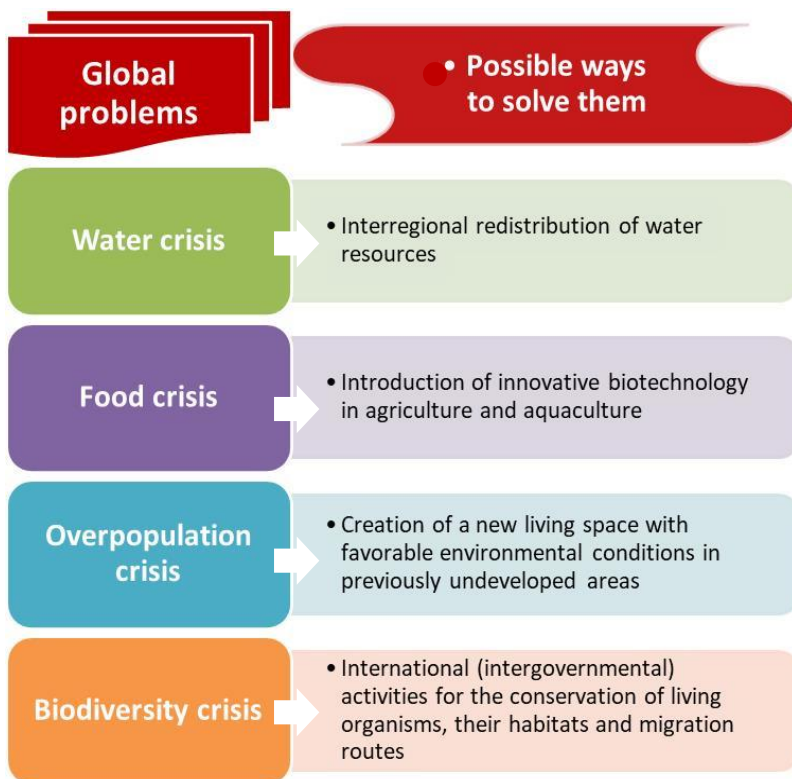 Global
problems
• Possible ways
to solve them
Water crisis
• Interregional redistribution of water
resources
Food crisis
• Introduction of innovative biotechnology
in agriculture and aquaculture
Overpopulation
crisis
• Creation of a new living space with
favorable environmental conditions in
previously undeveloped areas
Biodiversity crisis
• International (intergovernmental)
activities for the conservation of living
organisms, their habitats and migration
routes